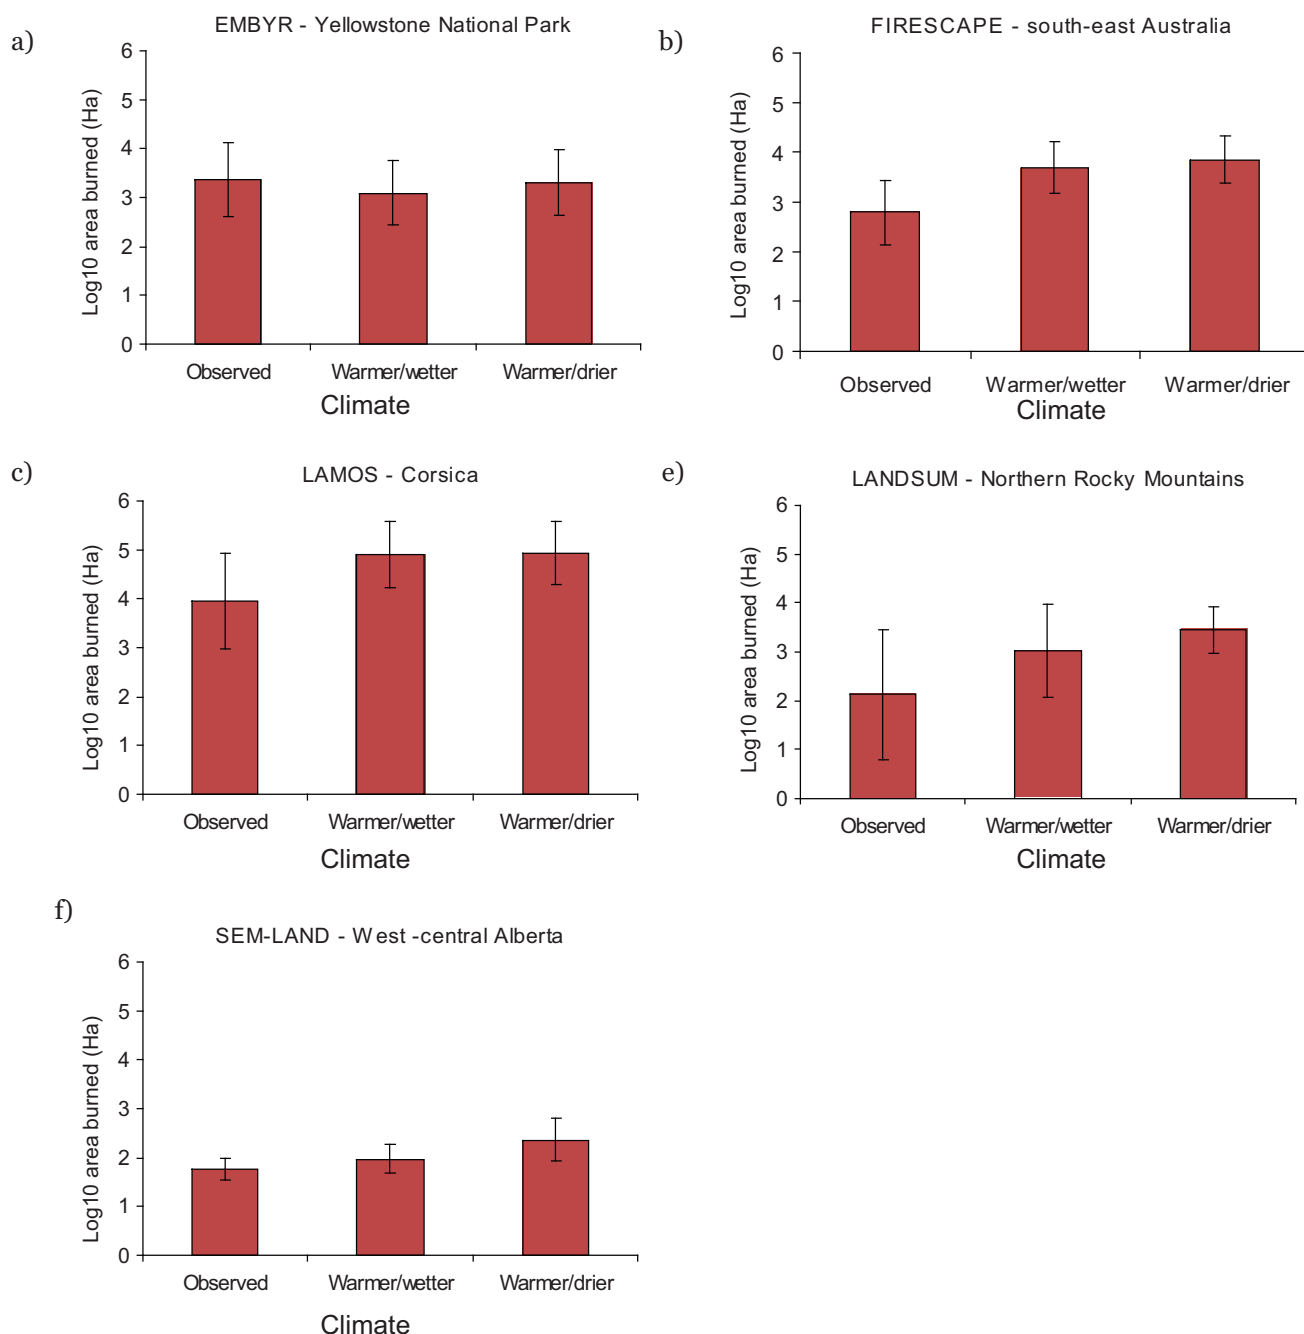 a)
EMBYR - Yellowstone National Park
Log10 area burned (Ha)
6
5
4
3
2
1
0
Observed Warmer/wetter Warmer/drier
Climate
b)
FIRESCAPE - south-east Australia
Log10 area burned (Ha)
6
5
4
3
2
1
0
Observed Warmer/wetter Warmer/drier
Climate
c)
LAMOS - Corsica
Log10 area burned (Ha)
6
5
4
3
2
1
0
Observed Warmer/wetter Warmer/drier
Climate
e)
LANDSUM - Northern Rocky Mountains
Log10 area burned (Ha)
6
5
4
3
2
1
0
Observed Warmer/wetter Warmer/drier
Climate
f)
SEM-LAND - West -central Alberta
Log10 area burned (Ha)
6
5
4
3
2
1
0
Observed Warmer/wetter Warmer/drier
Climate